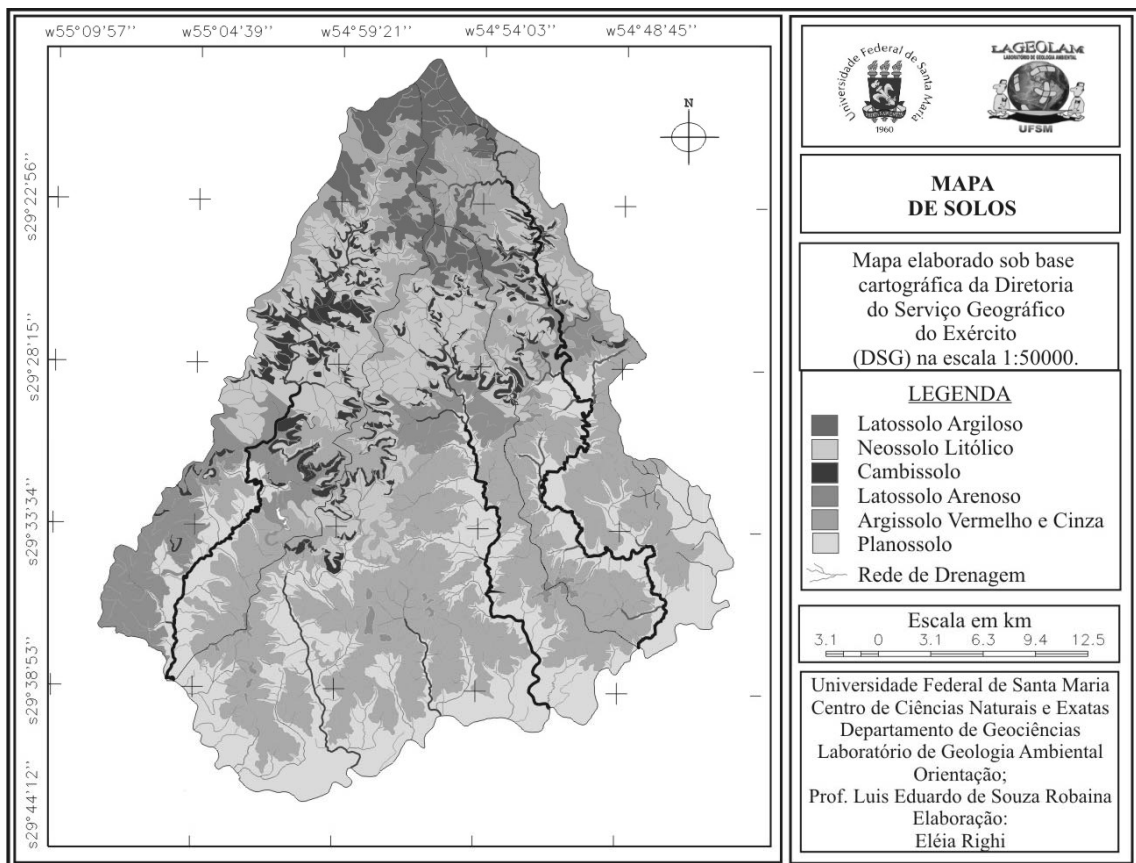 w55°09'57'' w55°04'39'' w54°59'21'' w54°54'03'' w54°48'45''
s29°22'56''
s29°28'15''
s29°33'34''
s29°38'53''
s29°44'12''
N
Universidade Federal de Santa Maria
1960
LAGEOLAM
LABORATÓRIO DE GEOLOGIA AMBIENTAL
UFSM
MAPA
DE SOLOS
Mapa elaborado sob base
cartográfica da Diretoria
do Serviço Geográfico
do Exército
(DSG) na escala 1:50000.
LEGENDA
Latossolo Argiloso
Neossolo Litólico
Cambissolo
Latossolo Arenoso
Argissolo Vermelho e Cinza
Planossolo
Rede de Drenagem
Escala em km
3.1 0 3.1 6.3 9.4 12.5
Universidade Federal de Santa Maria
Centro de Ciências Naturais e Exatas
Departamento de Geociências
Laboratório de Geologia Ambiental
Orientação;
Prof. Luis Eduardo de Souza Robaina
Elaboração:
Eléia Righi